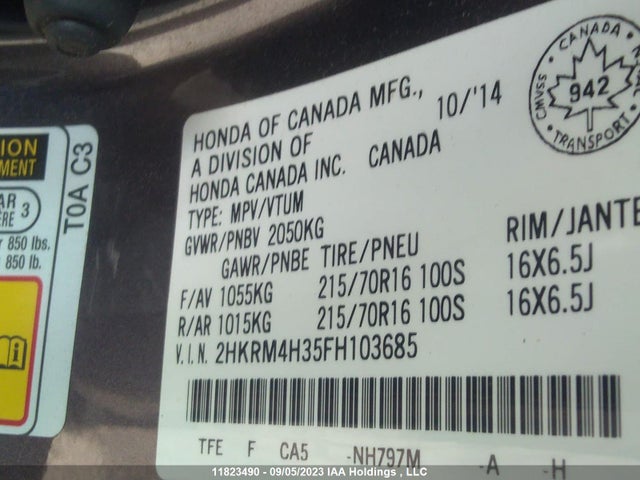 HONDA OF CANADA MFG., 10/'14
A DIVISION OF
HONDA CANADA INC. CANADA
TYPE: MPV/VTUM
GVWR/PNBV 2050KG
GAWR/PNBE TIRE/PNEU RIM/JANTE
F/AV 1055KG 215/70R16 100S 16X6.5J
R/AR 1015KG 215/70R16 100S 16X6.5J
V.I.N. 2HKRM4H35FH103685
TFE F CA5 -NH797M -A -H
CANADA
CMVSS 942
TRANSPORT
TOA C3
850 lbs.
850 lb.
3
11823490 - 09/05/2023 IAA Holdings , LLC